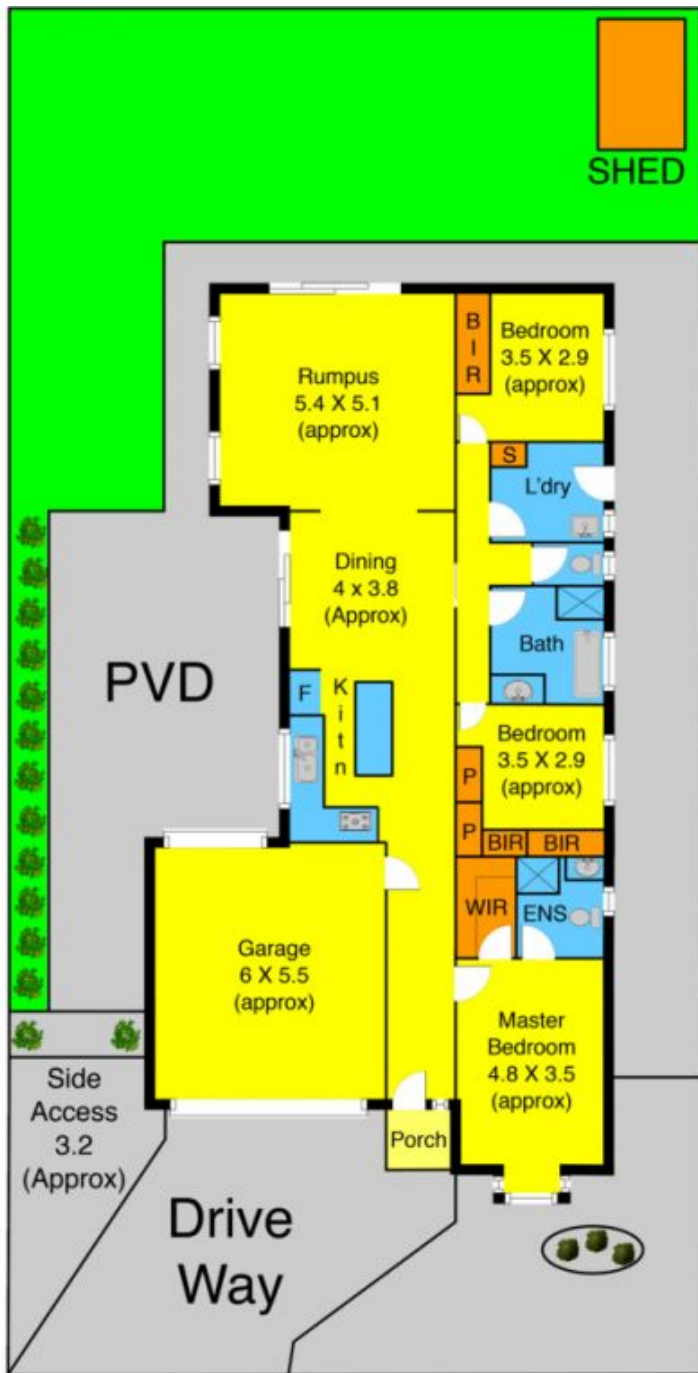 SHED
B
I
R
Bedroom
3.5 X 2.9
(approx)
Rumpus
5.4 X 5.1
(approx)
S
L'dry
Dining
4 x 3.8
(Approx)
Bath
PVD
F
K
i
t
n
Bedroom
3.5 X 2.9
(approx)
P
P
BIR
BIR
WIR
ENS
Garage
6 X 5.5
(approx)
Master
Bedroom
4.8 X 3.5
(approx)
Side
Access
3.2
(Approx)
Porch
Drive
Way